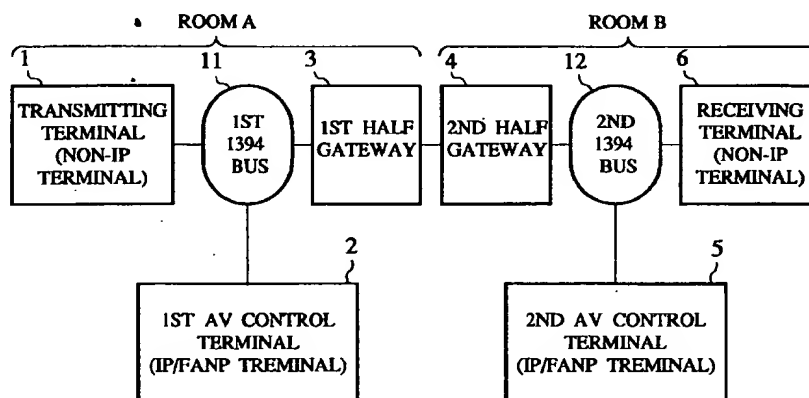 ROOM A
ROOM B
1
11
3
4
12
6
TRANSMITTING
TERMINAL
(NON-IP
TERMINAL)
1ST
1394
BUS
1ST HALF
GATEWAY
2ND HALF
GATEWAY
2ND
1394
BUS
RECEIVING
TERMINAL
(NON-IP
TERMINAL)
2
5
1ST AV CONTROL
TERMINAL
(IP/FANP TREMINAL)
2ND AV CONTROL
TERMINAL
(IP/FANP TREMINAL)